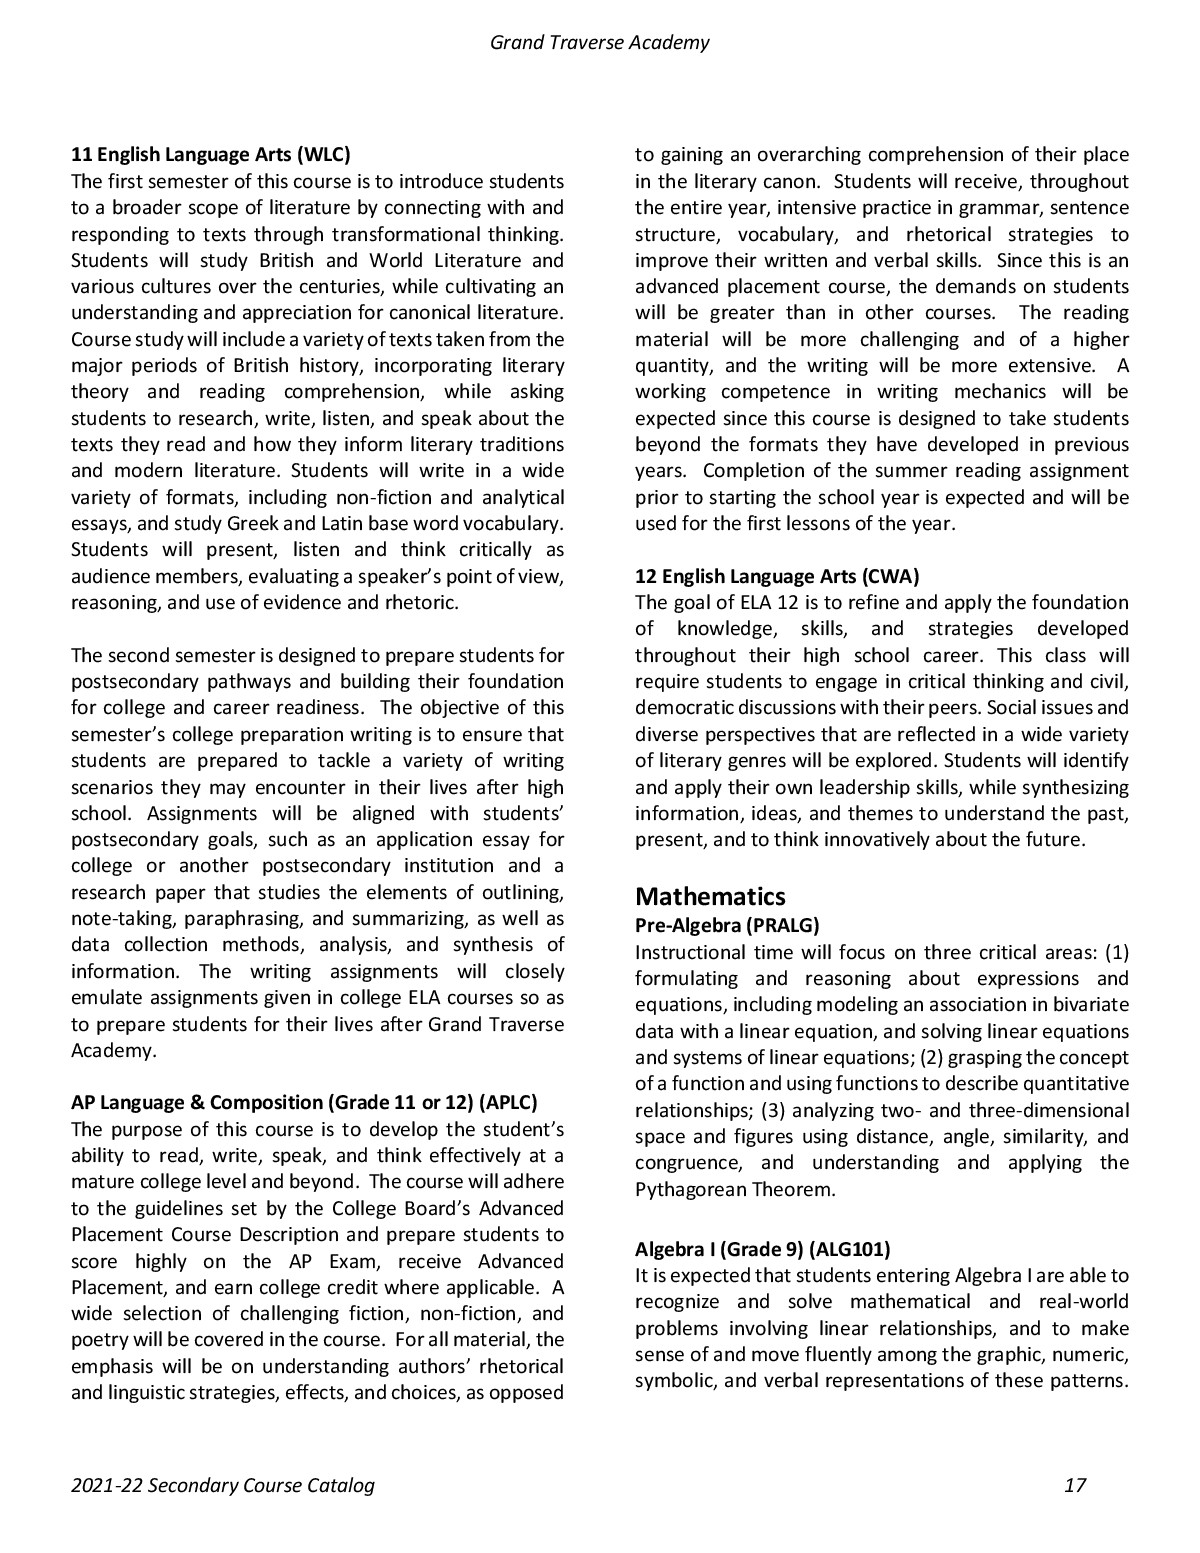 Grand Traverse Academy
11 English Language Arts (WLC)
The first semester of this course is to introduce students
to a broader scope of literature by connecting with and
responding to texts through transformational thinking.
Students will study British and World Literature and
various cultures over the centuries, while cultivating an
understanding and appreciation for canonical literature.
Course study will include a variety of texts taken from the
major periods of British history, incorporating literary
theory and reading comprehension, while asking
students to research, write, listen, and speak about the
texts they read and how they inform literary traditions
and modern literature. Students will write in a wide
variety of formats, including non-fiction and analytical
essays, and study Greek and Latin base word vocabulary.
Students will present, listen and think critically as
audience members, evaluating a speaker’s point of view,
reasoning, and use of evidence and rhetoric.
The second semester is designed to prepare students for
postsecondary pathways and building their foundation
for college and career readiness.  The objective of this
semester’s college preparation writing is to ensure that
students are prepared to tackle a variety of writing
scenarios they may encounter in their lives after high
school. Assignments will be aligned with students’
postsecondary goals, such as an application essay for
college or another postsecondary institution and a
research paper that studies the elements of outlining,
note-taking, paraphrasing, and summarizing, as well as
data collection methods, analysis, and synthesis of
information. The writing assignments will closely
emulate assignments given in college ELA courses so as
to prepare students for their lives after Grand Traverse
Academy.
AP Language & Composition (Grade 11 or 12) (APLC)
The purpose of this course is to develop the student’s
ability to read, write, speak, and think effectively at a
mature college level and beyond.  The course will adhere
to the guidelines set by the College Board’s Advanced
Placement Course Description and prepare students to
score highly on the AP Exam, receive Advanced
Placement, and earn college credit where applicable.  A
wide selection of challenging fiction, non-fiction, and
poetry will be covered in the course.  For all material, the
emphasis will be on understanding authors’ rhetorical
and linguistic strategies, effects, and choices, as opposed
to gaining an overarching comprehension of their place
in the literary canon.  Students will receive, throughout
the entire year, intensive practice in grammar, sentence
structure, vocabulary, and rhetorical strategies to
improve their written and verbal skills.  Since this is an
advanced placement course, the demands on students
will be greater than in other courses.  The reading
material will be more challenging and of a higher
quantity, and the writing will be more extensive.  A
working competence in writing mechanics will be
expected since this course is designed to take students
beyond the formats they have developed in previous
years.  Completion of the summer reading assignment
prior to starting the school year is expected and will be
used for the first lessons of the year.
12 English Language Arts (CWA)
The goal of ELA 12 is to refine and apply the foundation
of knowledge, skills, and strategies developed
throughout their high school career. This class will
require students to engage in critical thinking and civil,
democratic discussions with their peers. Social issues and
diverse perspectives that are reflected in a wide variety
of literary genres will be explored. Students will identify
and apply their own leadership skills, while synthesizing
information, ideas, and themes to understand the past,
present, and to think innovatively about the future.
Mathematics
Pre-Algebra (PRALG)
Instructional time will focus on three critical areas: (1)
formulating and reasoning about expressions and
equations, including modeling an association in bivariate
data with a linear equation, and solving linear equations
and systems of linear equations; (2) grasping the concept
of a function and using functions to describe quantitative
relationships; (3) analyzing two- and three-dimensional
space and figures using distance, angle, similarity, and
congruence, and understanding and applying the
Pythagorean Theorem.
Algebra I (Grade 9) (ALG101)
It is expected that students entering Algebra I are able to
recognize and solve mathematical and real-world
problems involving linear relationships, and to make
sense of and move fluently among the graphic, numeric,
symbolic, and verbal representations of these patterns.
2021-22 Secondary Course Catalog 17